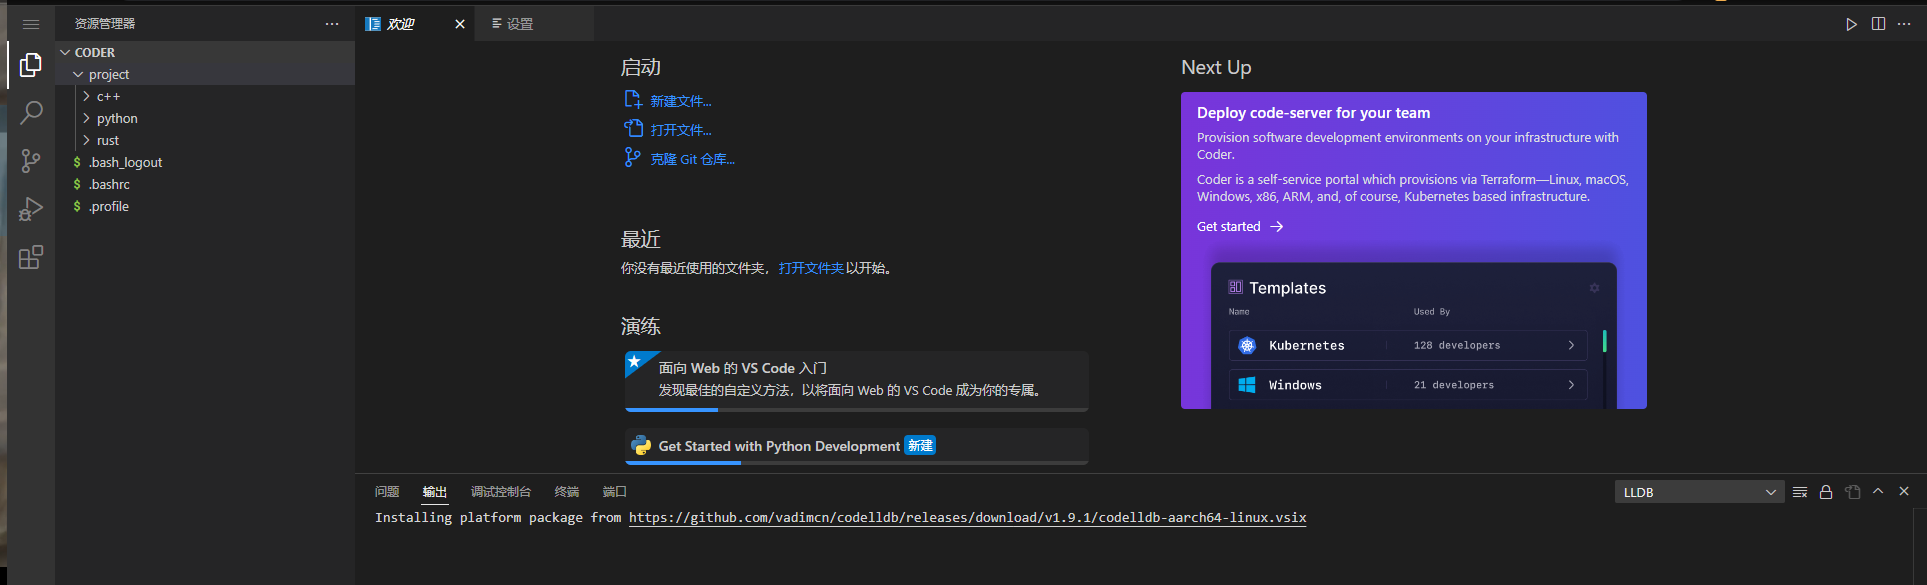 资源管理器
CODER
project
c++
python
rust
.bash_logout
.bashrc
.profile
欢迎
设置
启动
新建文件...
打开文件...
克隆 Git 仓库...
最近
你没有最近使用的文件夹，打开文件夹以开始。
演练
面向 Web 的 VS Code 入门
发现最佳的自定义方法，以将面向 Web 的 VS Code 成为你的专属。
Get Started with Python Development 新建
Next Up
Deploy code-server for your team
Provision software development environments on your infrastructure with
Coder.
Coder is a self-service portal which provisions via Terraform—Linux, macOS,
Windows, x86, ARM, and, of course, Kubernetes based infrastructure.
Get started
Templates
Name Used By
Kubernetes 128 developers
Windows 21 developers
问题 输出 调试控制台 终端 端口
LLDB
Installing platform package from https://github.com/vadimcn/codelldb/releases/download/v1.9.1/codelldb-aarch64-linux.vsix